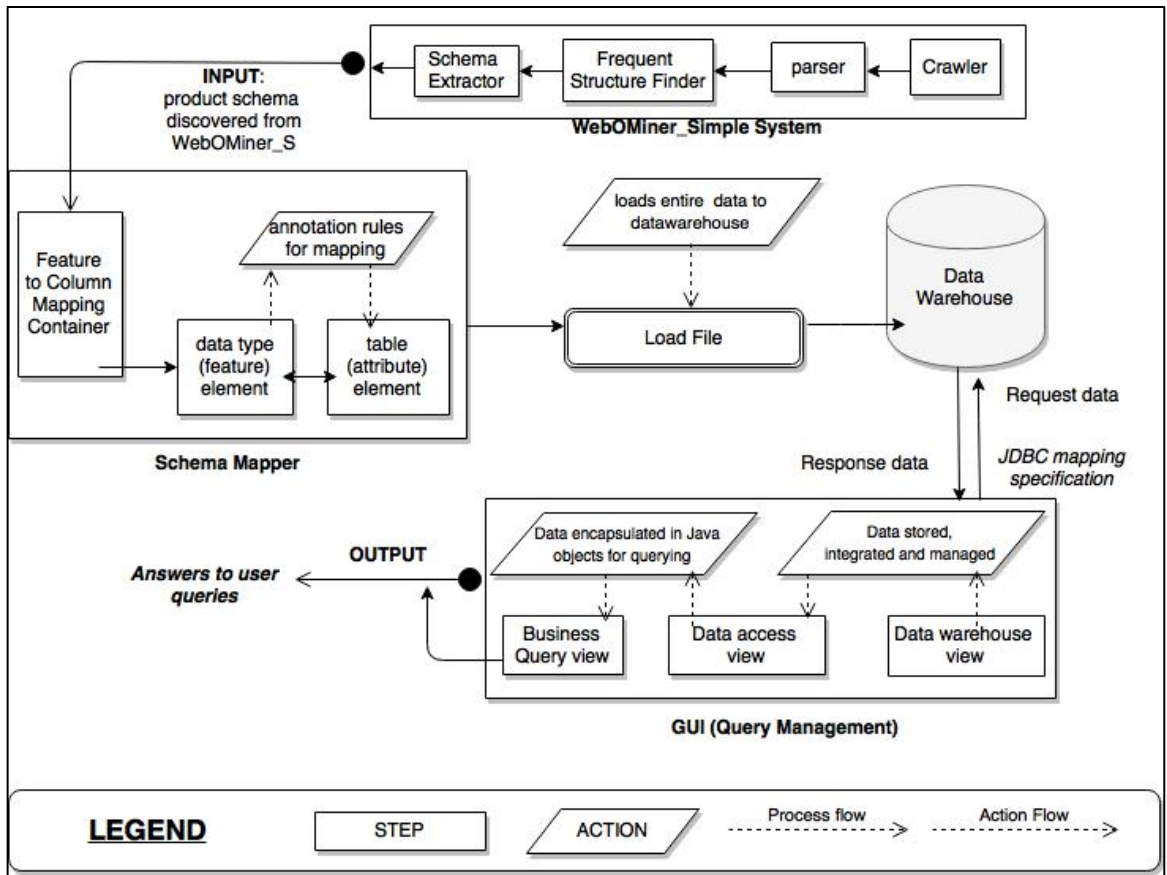 Schema
Extractor
Frequent
Structure Finder
parser
Crawler
WebOMiner_Simple System
INPUT:
product schema
discovered from
WebOMiner_S
Feature
to Column
Mapping
Container
annotation rules
for mapping
data type
(feature)
element
table
(attribute)
element
Schema Mapper
loads entire data to
datawarehouse
Load File
Data
Warehouse
Request data
Response data
JDBC mapping
specification
Data encapsulated in Java
objects for querying
Data stored,
integrated and managed
OUTPUT
Answers to user
queries
Business
Query view
Data access
view
Data warehouse
view
GUI (Query Management)
LEGEND
STEP
ACTION
Process flow
Action Flow